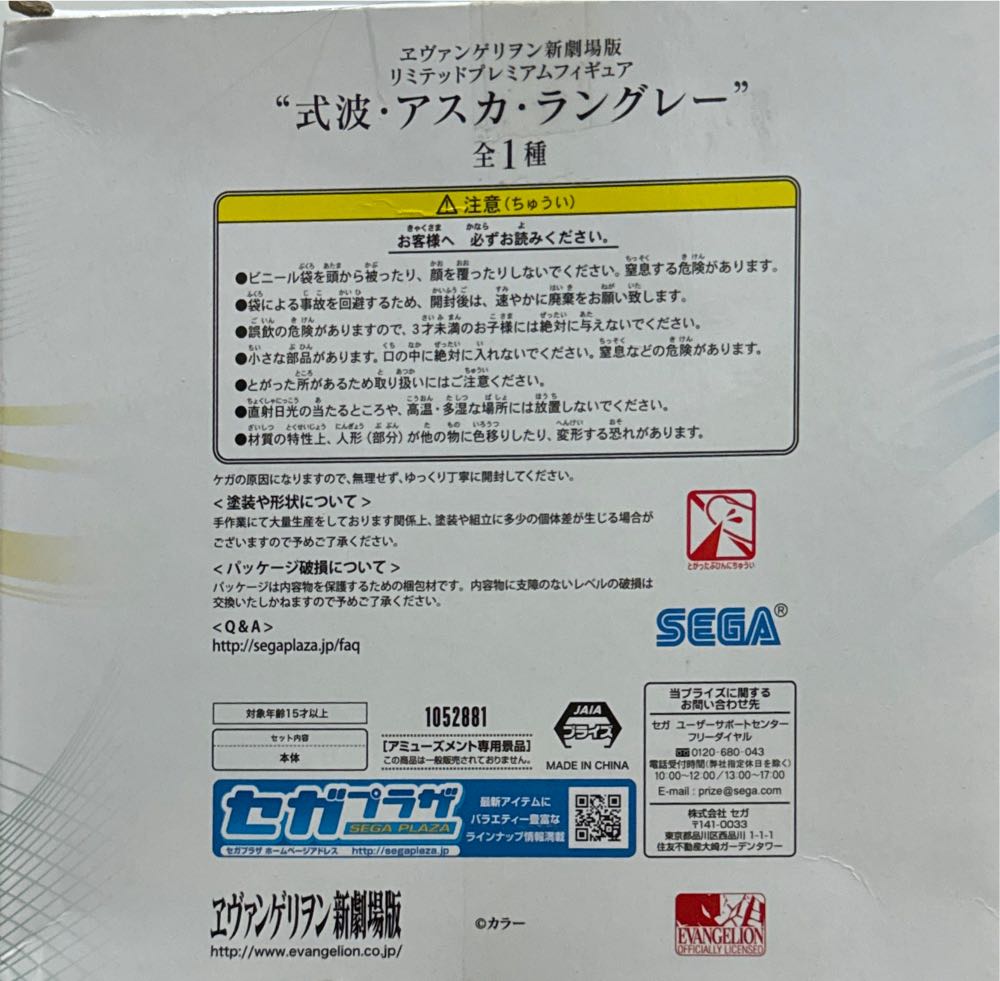 ヱヴァンゲリヲン新劇場版
リミテッドプレミアムフィギュア
“式波・アスカ・ラングレー”
全1種
⚠注意(ちゅうい)
お客様へ 必ずお読みください。
●ビニール袋を頭から被ったり、顔を覆ったりしないでください。窒息する危険があります。
●袋による事故を回避するため、開封後は、速やかに廃棄をお願い致します。
●誤飲の危険がありますので、3才未満のお子様には絶対に与えないでください。
●小さな部品があります。口の中に絶対に入れないでください。窒息などの危険があります。
●とがった所があるため取り扱いにはご注意ください。
●直射日光の当たるところや、高温・多湿な場所には放置しないでください。
●材質の特性上、人形(部分)が他の物に色移りしたり、変形する恐れがあります。
ケガの原因になりますので、無理せず、ゆっくり丁寧に開封してください。
<塗装や形状について>
手作業にて大量生産をしております関係上、塗装や組立に多少の個体差が生じる場合が
ございますので予めご了承ください。
<パッケージ破損について>
パッケージは内容物を保護するための梱包材です。内容物に支障のないレベルの破損は
交換いたしかねますので予めご了承ください。
<Q&A>
http://segaplaza.jp/faq
とがったぶひんにちゅうい
SEGA®
対象年齢15才以上
セット内容
本体
1052881
[アミューズメント専用景品]
この商品は一般販売されておりません。
JAIA
プライズ
MADE IN CHINA
当プライズに関する
お問い合わせ先
セガ ユーザーサポートセンター
フリーダイヤル
0120-680-043
電話受付時間(弊社指定休日を除く)
10:00~12:00/13:00~17:00
E-mail : prize@sega.com
株式会社 セガ
〒141-0033
東京都品川区西品川 1-1-1
住友不動産大崎ガーデンタワー
セガプラザ
SEGA PLAZA
セガプラザ ホームページアドレス http://segaplaza.jp
最新アイテムに
バラエティー豊富な
ラインナップ情報満載
ヱヴァンゲリヲン新劇場版
http://www.evangelion.co.jp/
©カラー
EVANGELION
OFFICIALLY LICENSED